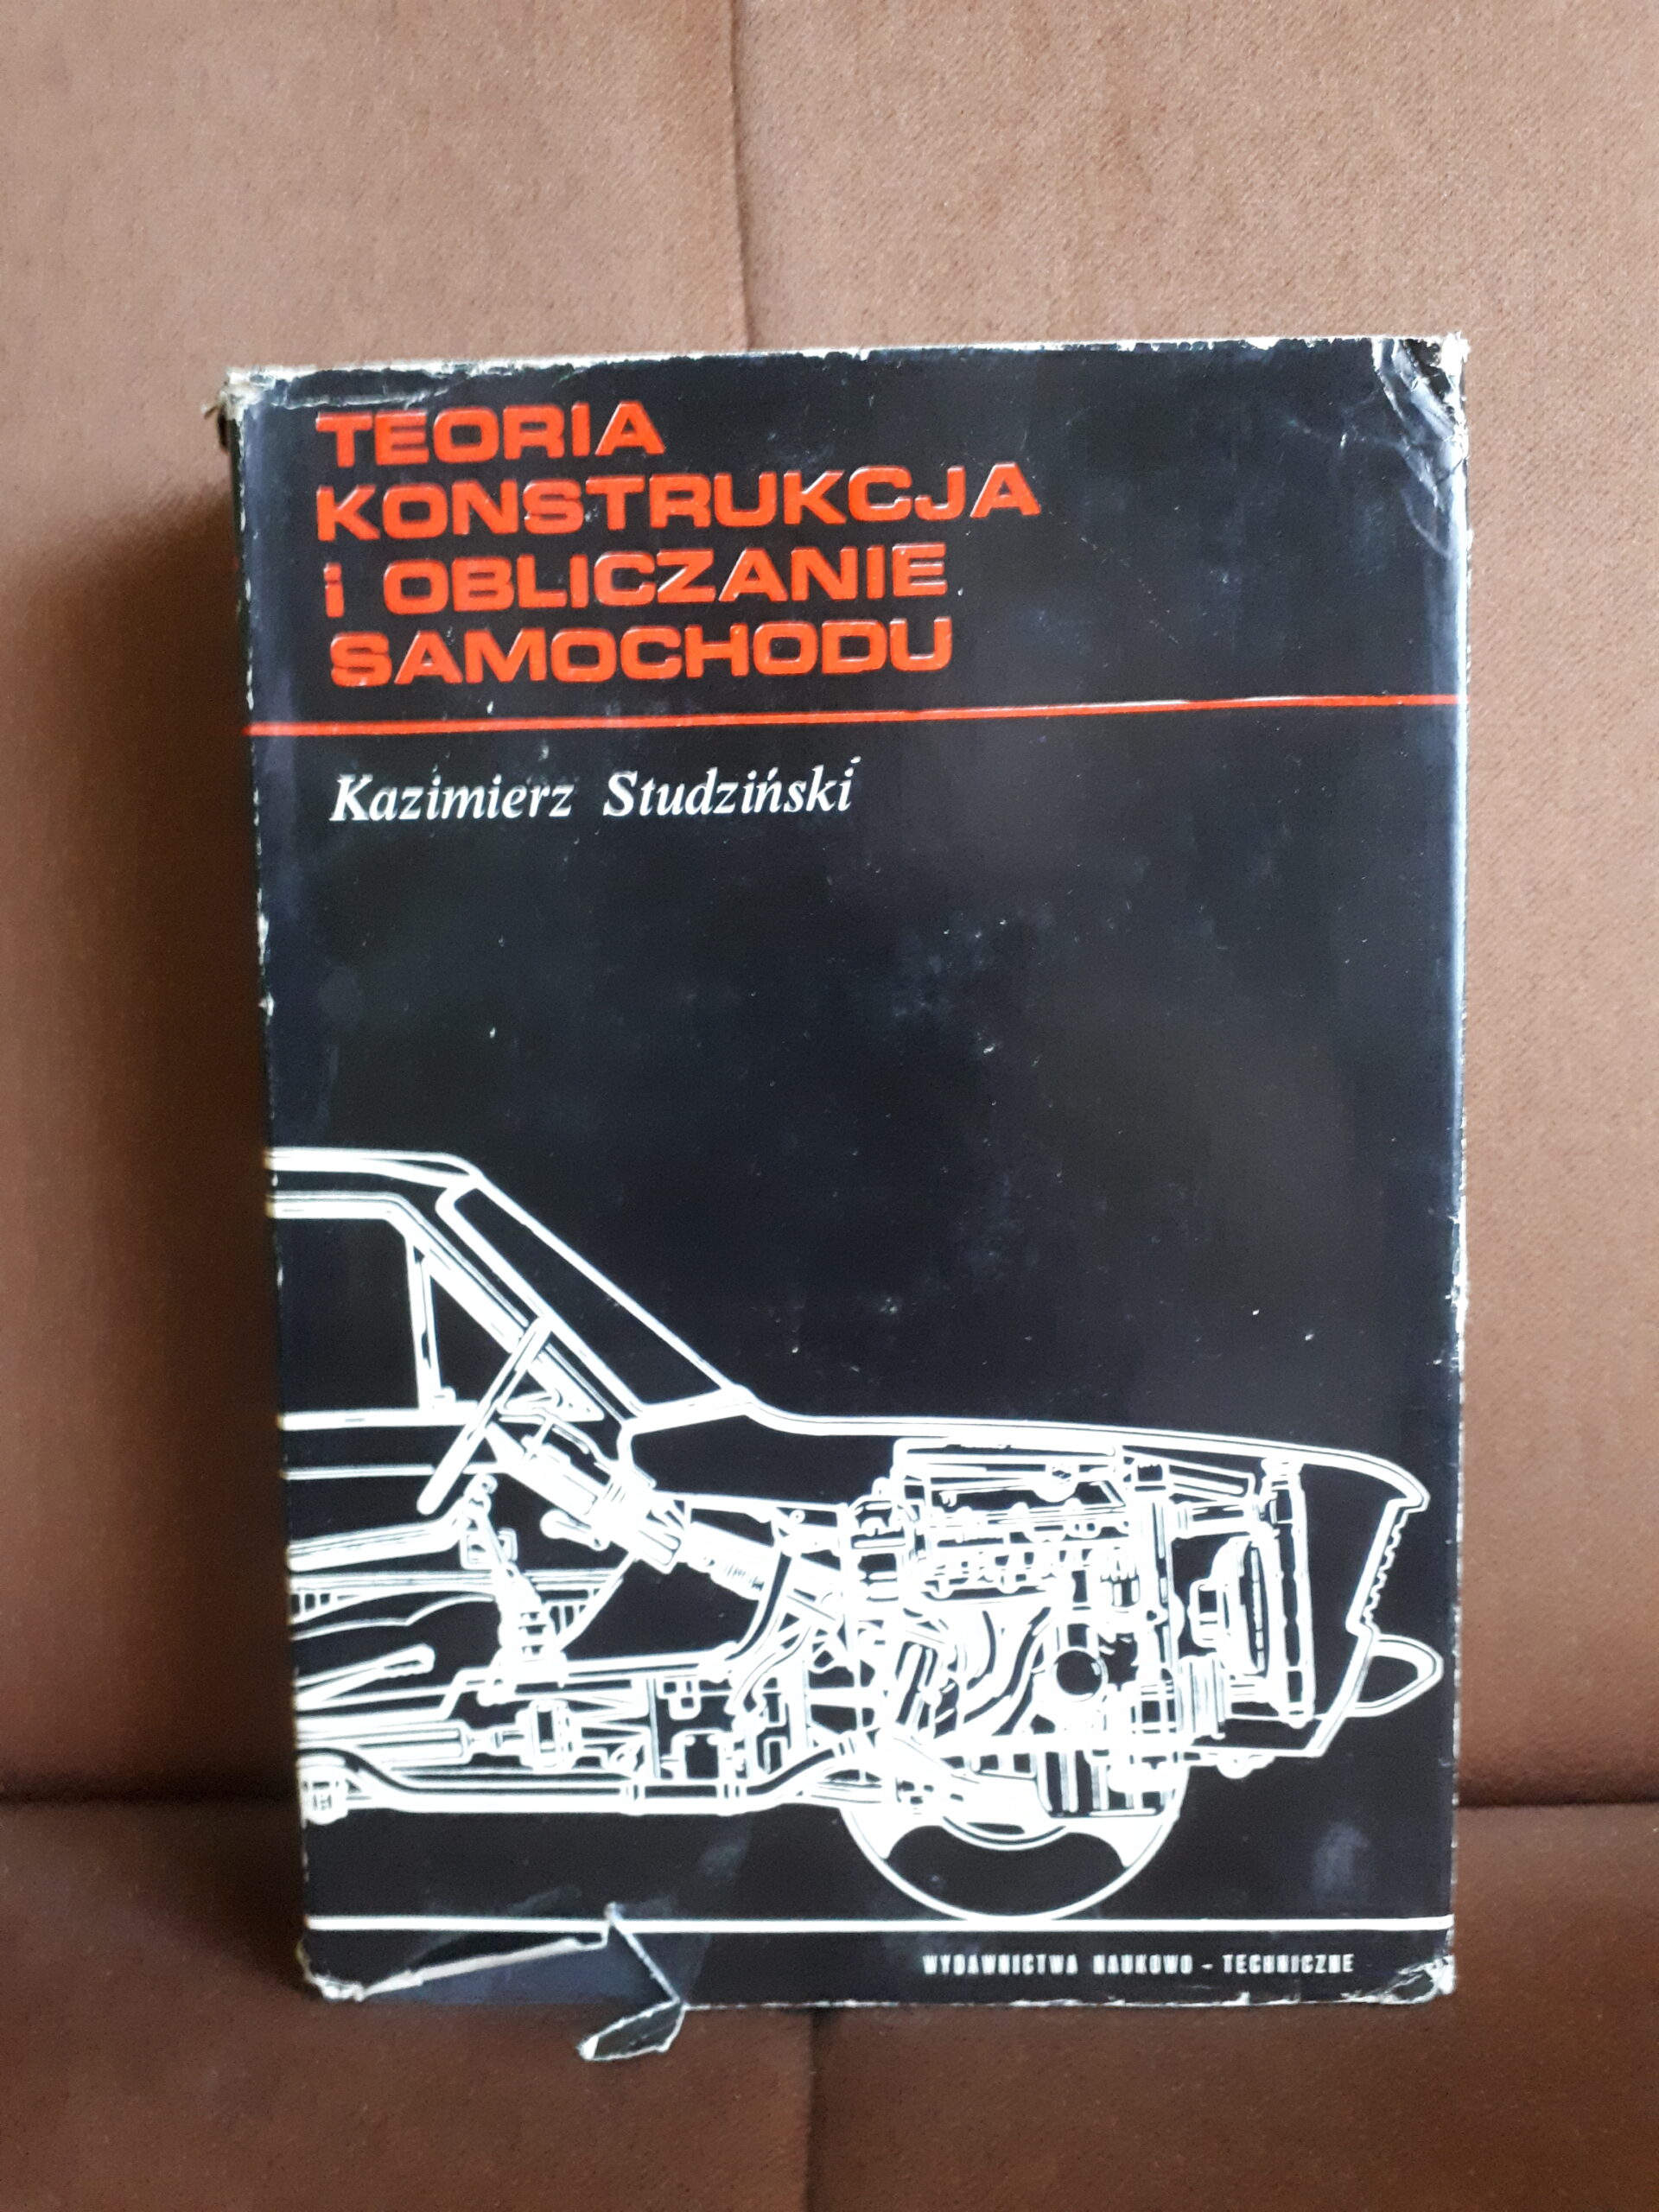 TEORIA
KONSTRUKCJA
i OBLICZANIE
SAMOCHODU
Kazimierz Studziński
WYDAWNICTWA NAUKOWO - TECHNICZNE